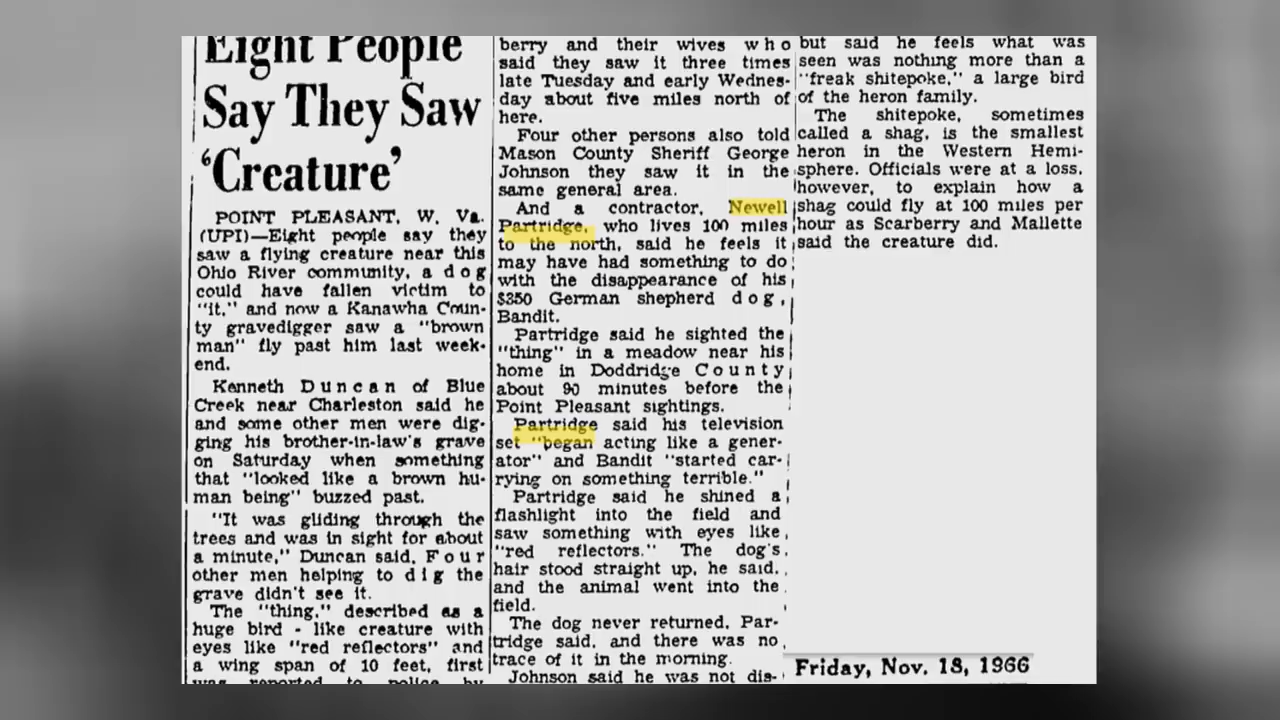 Eight People
Say They Saw
'Creature'
POINT PLEASANT, W. Va.
(UPI)—Eight people say they
saw a flying creature near this
Ohio River community, a dog
could have fallen victim to
"it," and now a Kanawha Coun-
ty gravedigger saw a "brown
man" fly past him last week-
end.
Kenneth Duncan of Blue
Creek near Charleston said he
and some other men were dig-
ging his brother-in-law's grave
on Saturday when something
that "looked like a brown hu-
man being" buzzed past.
"It was gliding through the
trees and was in sight for about
a minute," Duncan said. Four
other men helping to dig the
grave didn't see it.
The "thing," described as a
huge bird - like creature with
eyes like "red reflectors" and
a wing span of 10 feet, first
was reported to police by
berry and their wives who
said they saw it three times
late Tuesday and early Wednes-
day about five miles north of
here.
Four other persons also told
Mason County Sheriff George
Johnson they saw it in the
same general area.
And a contractor, Newell
Partridge, who lives 100 miles
to the north, said he feels it
may have had something to do
with the disappearance of his
$350 German shepherd dog,
Bandit.
Partridge said he sighted the
"thing" in a meadow near his
home in Doddridge County
about 90 minutes before the
Point Pleasant sightings.
Partridge said his television
set "began acting like a gener-
ator" and Bandit "started car-
rying on something terrible."
Partridge said he shined a
flashlight into the field and
saw something with eyes like
"red reflectors." The dog's
hair stood straight up, he said,
and the animal went into the
field.
The dog never returned, Par-
tridge said, and there was no
trace of it in the morning.
Johnson said he was not dis-
but said he feels what was
seen was nothing more than a
"freak shitepoke," a large bird
of the heron family.
The shitepoke, sometimes
called a shag, is the smallest
heron in the Western Hemi-
sphere. Officials were at a loss,
however, to explain how a
shag could fly at 100 miles per
hour as Scarberry and Mallette
said the creature did.
Friday, Nov. 18, 1966